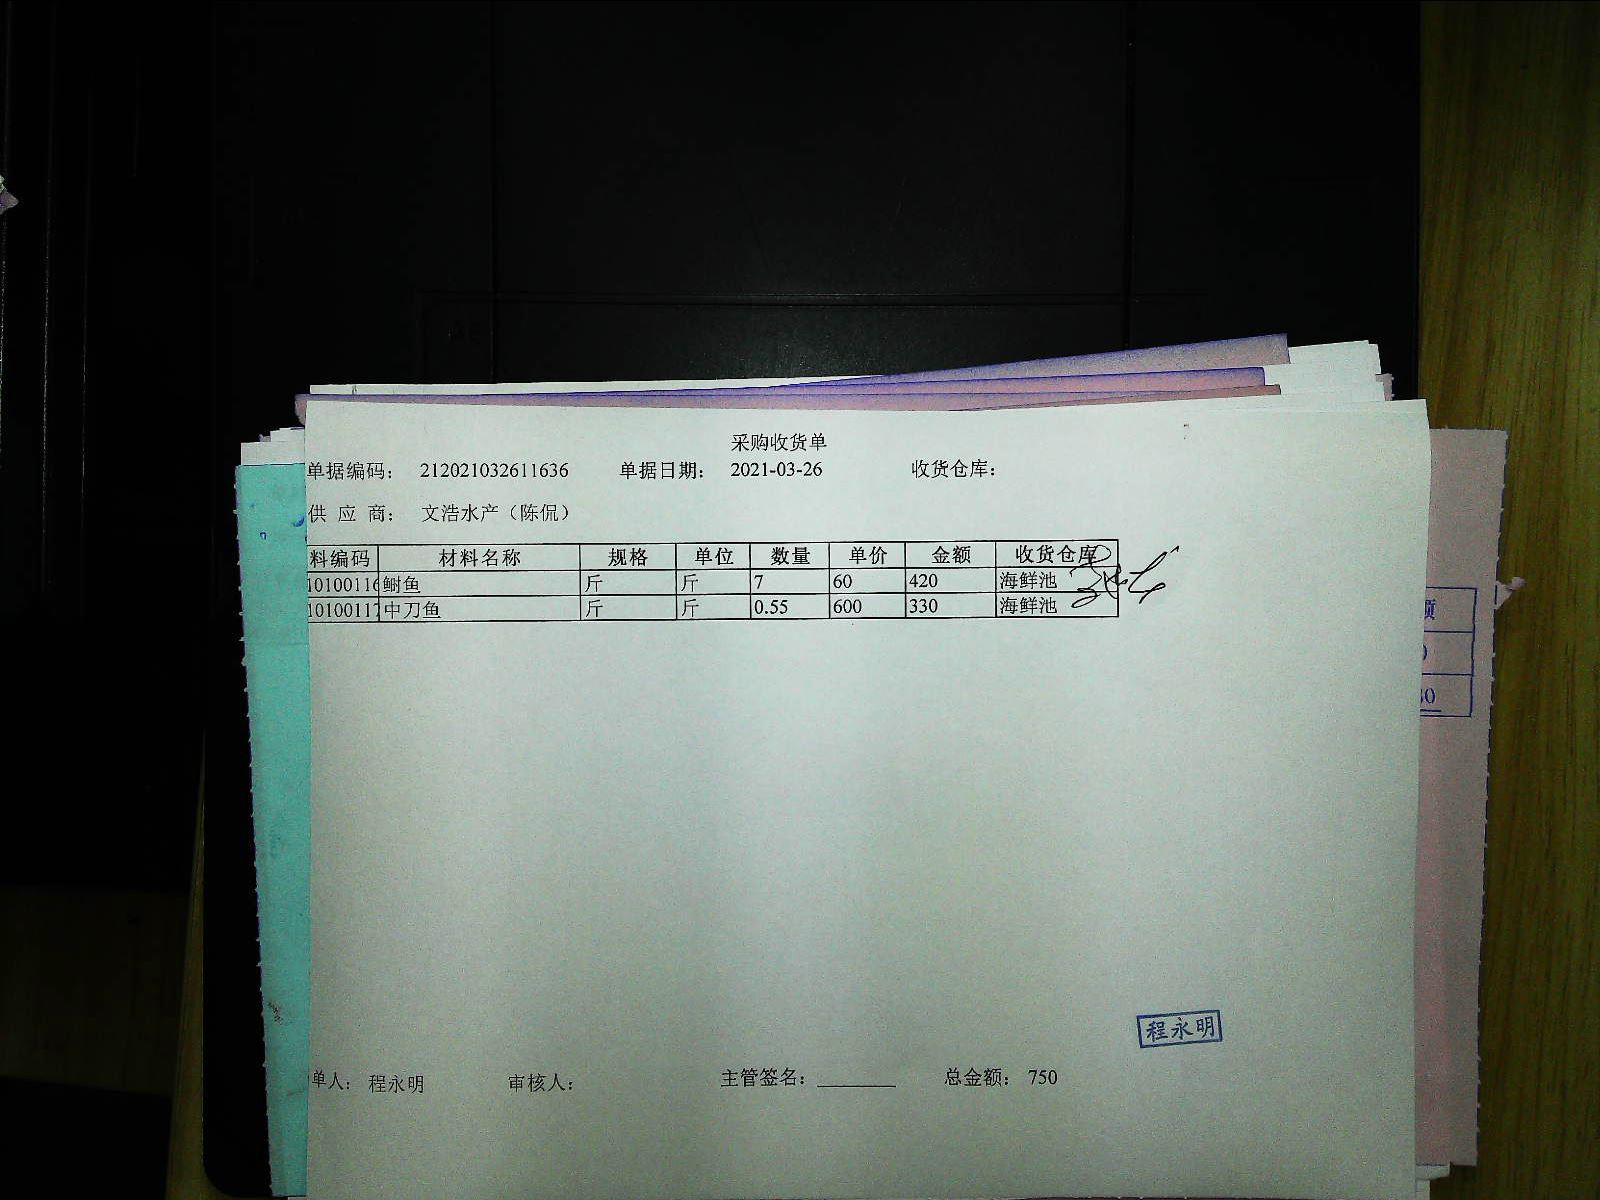 采购收货单
单据编码： 212021032611636 单据日期： 2021-03-26 收货仓库：
供 应 商： 文浩水产（陈侃）
料编码 材料名称 规格 单位 数量 单价 金额 收货仓库
10100116 鲥鱼 斤 斤 7 60 420 海鲜池
10100117 中刀鱼 斤 斤 0.55 600 330 海鲜池
程永明
单人： 程永明 审核人： 主管签名： 总金额： 750